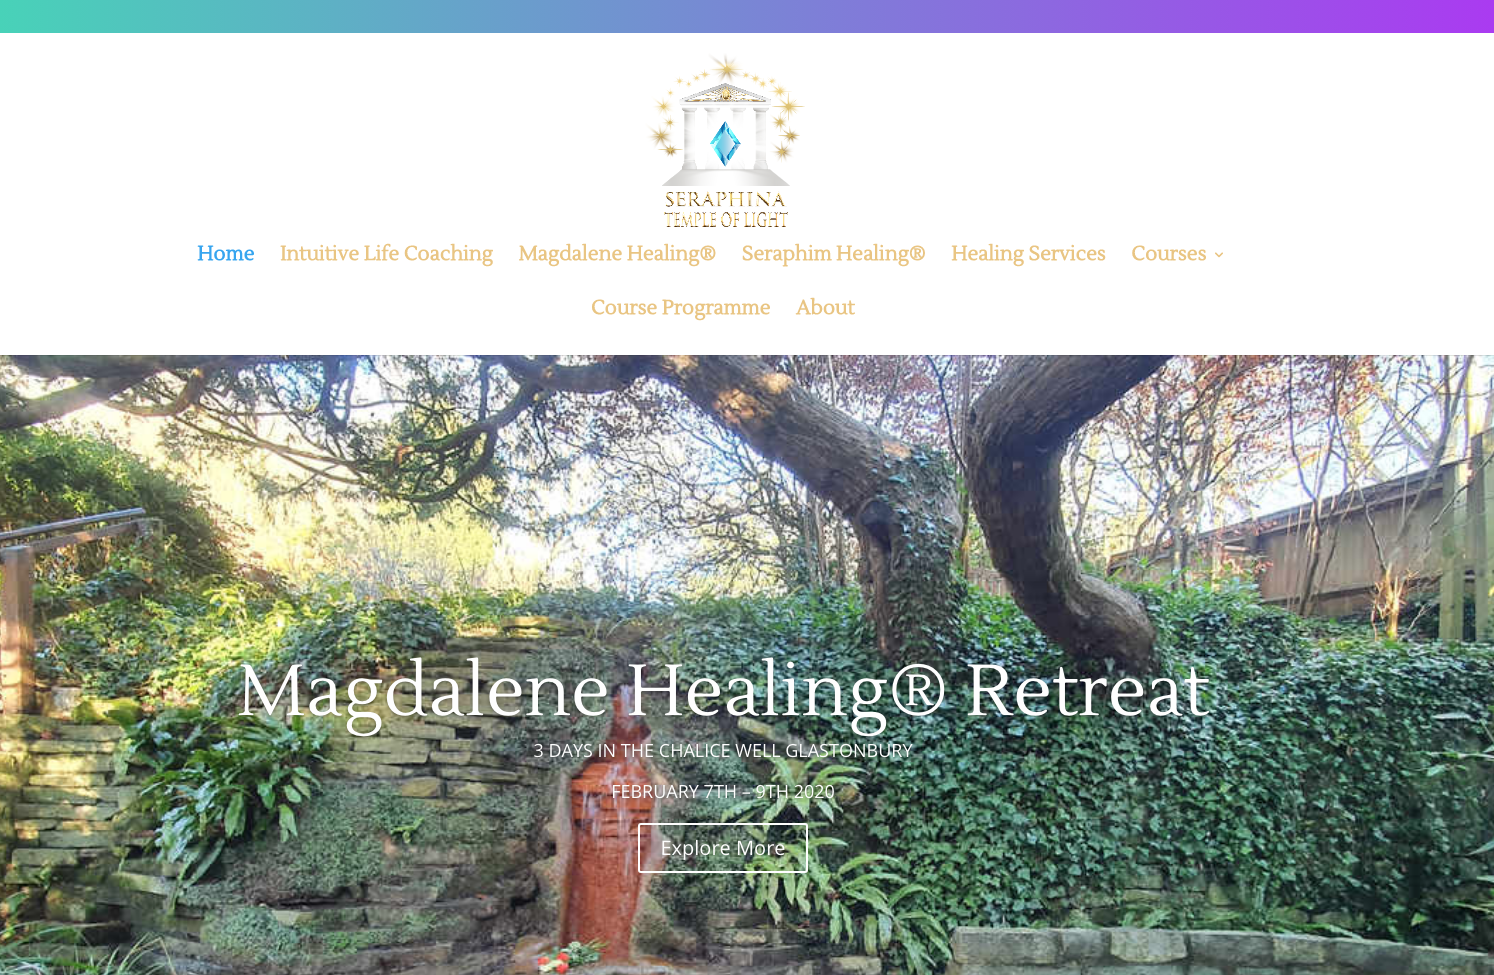 SERAPHINA
TEMPLE OF LIGHT
Home Intuitive Life Coaching Magdalene Healing® Seraphim Healing® Healing Services Courses
Course Programme About
Magdalene Healing® Retreat
3 DAYS IN THE CHALICE WELL GLASTONBURY
FEBRUARY 7TH – 9TH 2020
Explore More